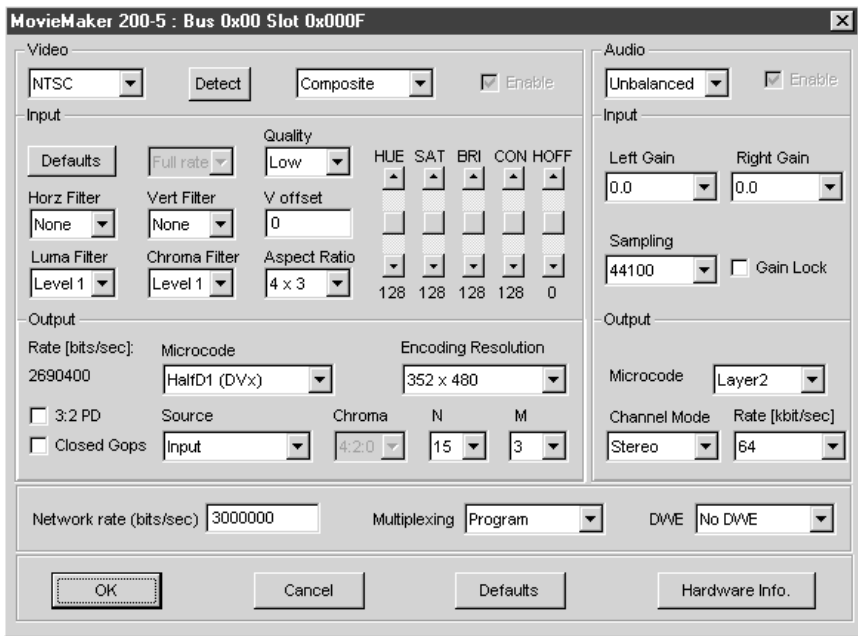 MovieMaker 200-5 : Bus 0x00 Slot 0x000F
Video
NTSC
Detect
Composite
Enable
Input
Defaults
Full rate
Quality
Low
HUE SAT BRI CON HOFF
Horz Filter
None
Vert Filter
None
V offset
0
Luma Filter
Level 1
Chroma Filter
Level 1
Aspect Ratio
4 x 3
128 128 128 128 0
Output
Rate [bits/sec]:
2690400
Microcode
HalfD1 (DVx)
Encoding Resolution
352 x 480
3:2 PD
Closed Gops
Source
Input
Chroma
4:2:0
N
15
M
3
Audio
Unbalanced
Enable
Input
Left Gain
0.0
Right Gain
0.0
Sampling
44100
Gain Lock
Output
Microcode
Layer2
Channel Mode
Stereo
Rate [kbit/sec]
64
Network rate (bits/sec)
3000000
Multiplexing
Program
DWE
No DWE
OK
Cancel
Defaults
Hardware Info.